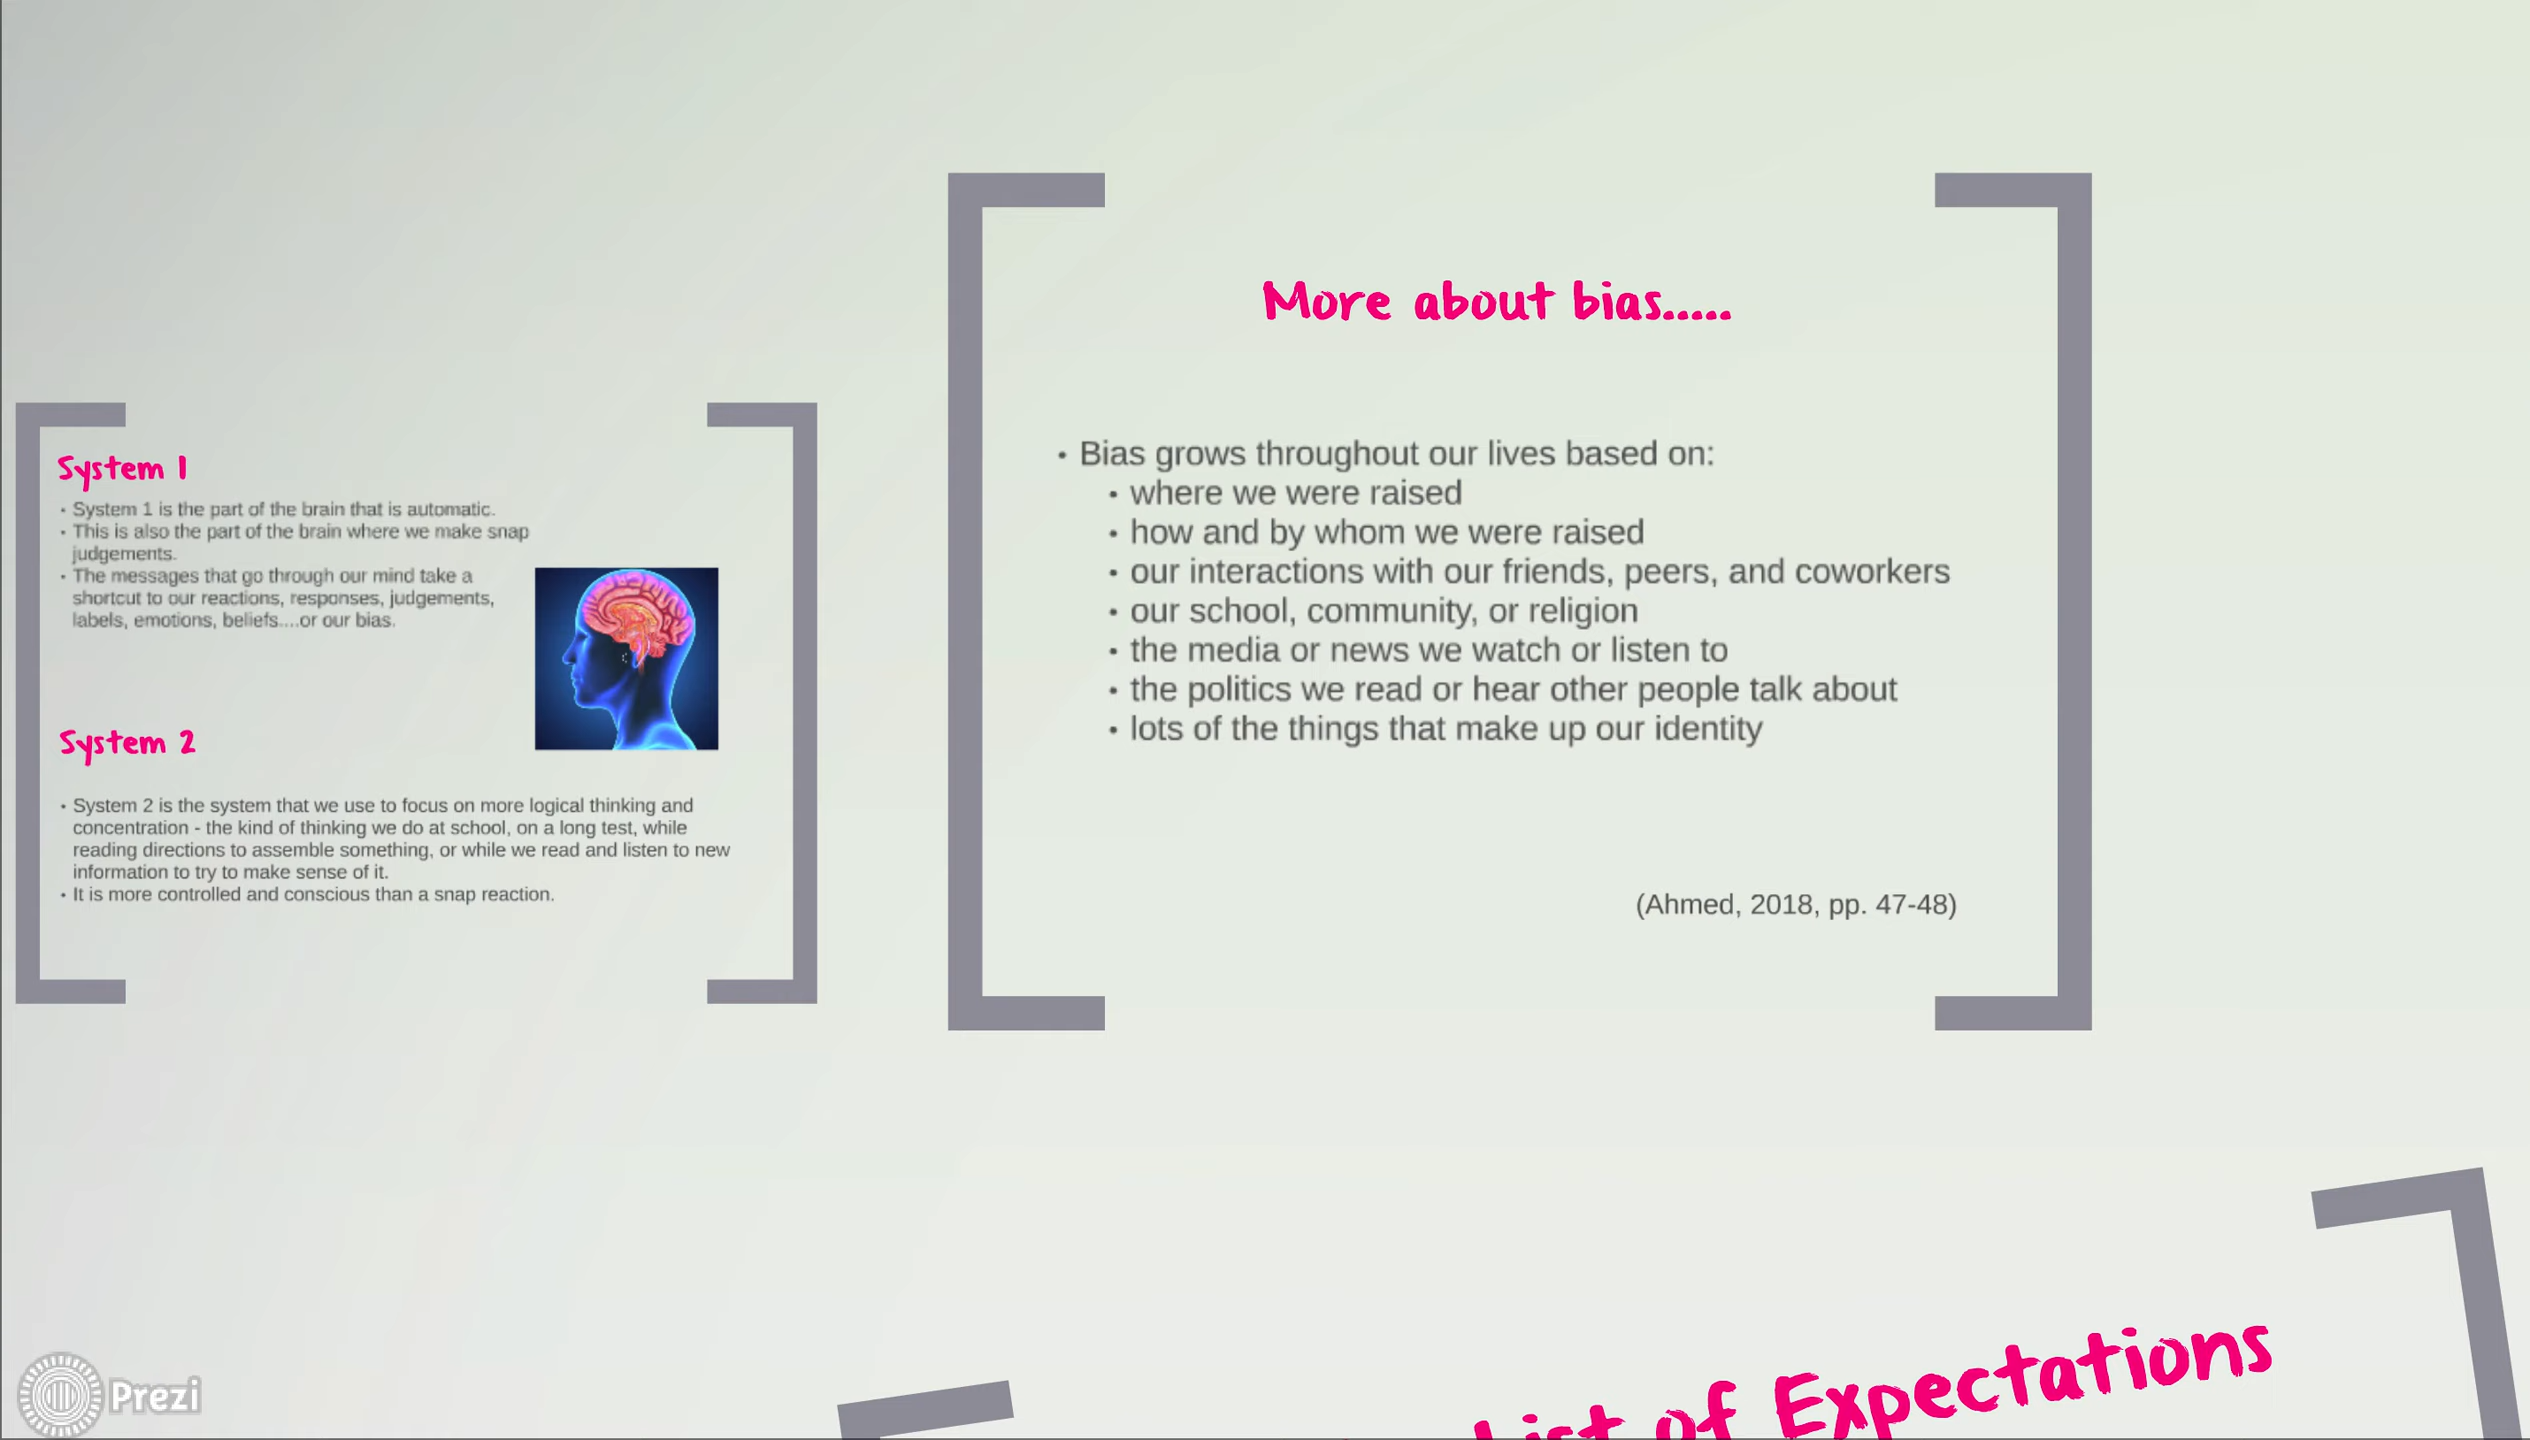 System 1
• System 1 is the part of the brain that is automatic.
• This is also the part of the brain where we make snap
judgements.
• The messages that go through our mind take a
shortcut to our reactions, responses, judgements,
labels, emotions, beliefs....or our bias.
System 2
• System 2 is the system that we use to focus on more logical thinking and
concentration - the kind of thinking we do at school, on a long test, while
reading directions to assemble something, or while we read and listen to new
information to try to make sense of it.
• It is more controlled and conscious than a snap reaction.
More about bias.....
• Bias grows throughout our lives based on:
• where we were raised
• how and by whom we were raised
• our interactions with our friends, peers, and coworkers
• our school, community, or religion
• the media or news we watch or listen to
• the politics we read or hear other people talk about
• lots of the things that make up our identity
(Ahmed, 2018, pp. 47-48)
List of Expectations
Prezi